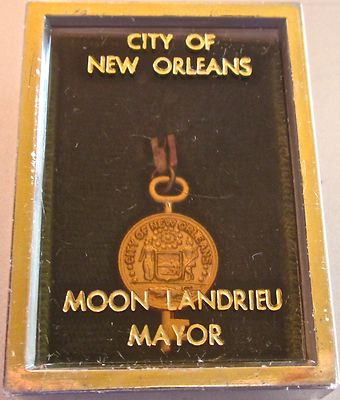 CITY OF
NEW ORLEANS
CITY OF NEW ORLEANS
MOON LANDRIEU
MAYOR